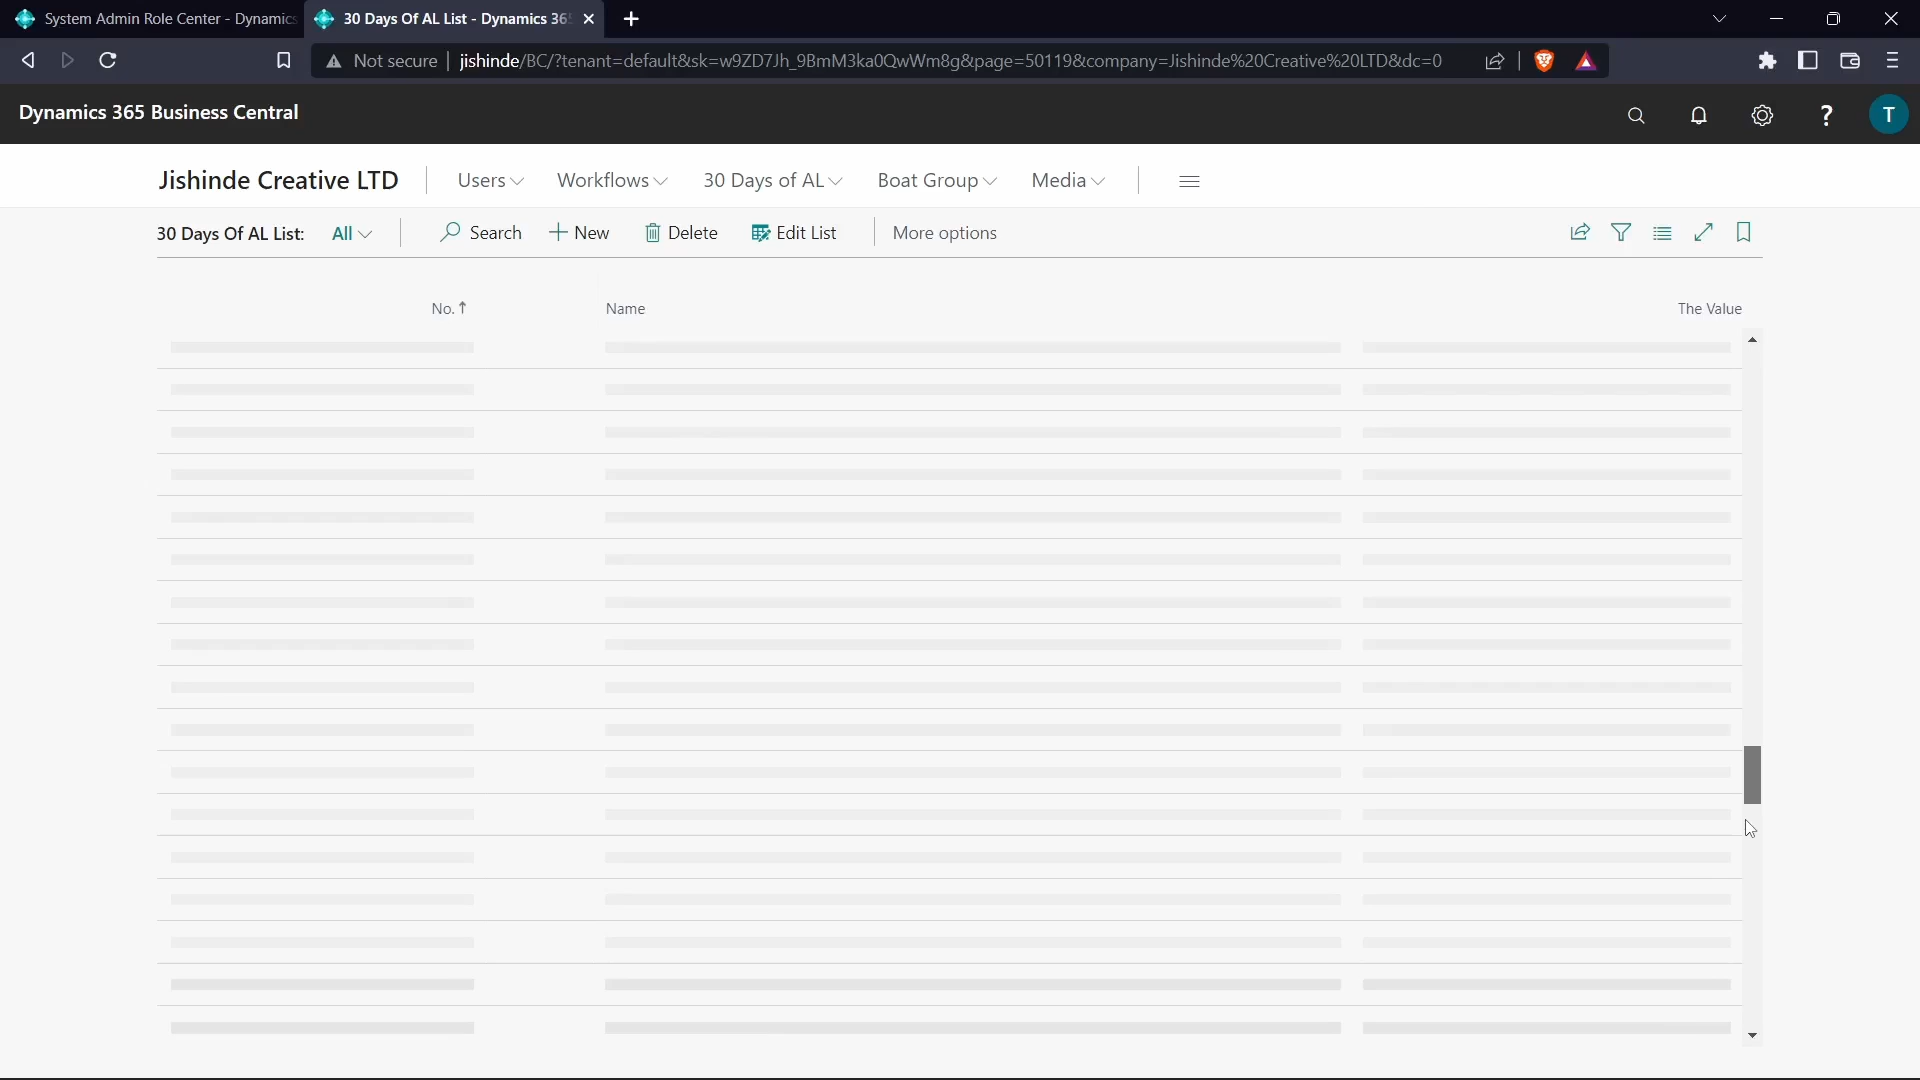 System Admin Role Center - Dynamics
30 Days Of AL List - Dynamics 365
Not secure
jishinde/BC/?tenant=default&sk=w9ZD7Jh_9BmM3ka0QwWm8g&page=50119&company=Jishinde%20Creative%20LTD&dc=0
Dynamics 365 Business Central
?
T
Jishinde Creative LTD
Users
Workflows
30 Days of AL
Boat Group
Media
30 Days Of AL List:
All
Search
New
Delete
Edit List
More options
No. ↑
Name
The Value